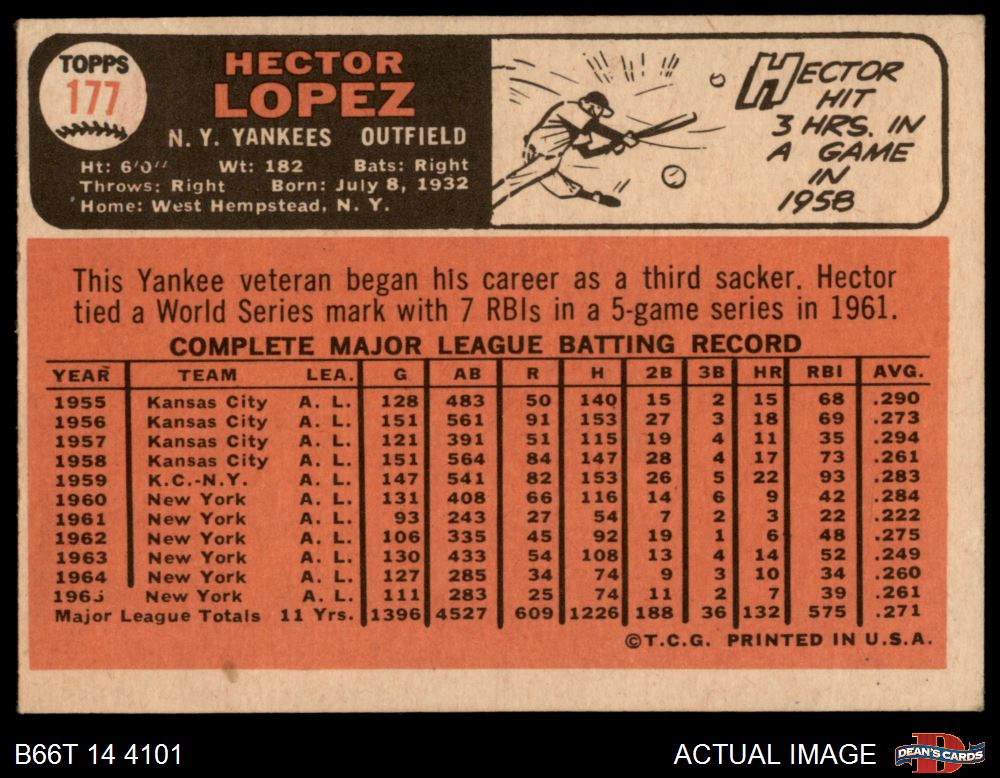 TOPPS
177
HECTOR
LOPEZ
N. Y. YANKEES OUTFIELD
Ht: 6'0" Wt: 182 Bats: Right
Throws: Right Born: July 8, 1932
Home: West Hempstead, N. Y.
HECTOR
HIT
3 HRS. IN
A GAME
IN
1958
This Yankee veteran began his career as a third sacker. Hector
tied a World Series mark with 7 RBIs in a 5-game series in 1961.
COMPLETE MAJOR LEAGUE BATTING RECORD
YEAR TEAM LEA. G AB R H 2B 3B HR RBI AVG.
1955 Kansas City A. L. 128 483 50 140 15 2 15 68 .290
1956 Kansas City A. L. 151 561 91 153 27 3 18 69 .273
1957 Kansas City A. L. 121 391 51 115 19 4 11 35 .294
1958 Kansas City A. L. 151 564 84 147 28 4 17 73 .261
1959 K.C.-N.Y. A. L. 147 541 82 153 26 5 22 93 .283
1960 New York A. L. 131 408 66 116 14 6 9 42 .284
1961 New York A. L. 93 243 27 54 7 2 3 22 .222
1962 New York A. L. 106 335 45 92 19 1 6 48 .275
1963 New York A. L. 130 433 54 108 13 4 14 52 .249
1964 New York A. L. 127 285 34 74 9 3 10 34 .260
1965 New York A. L. 111 283 25 74 11 2 7 39 .261
Major League Totals 11 Yrs. 1396 4527 609 1226 188 36 132 575 .271
©T.C.G. PRINTED IN U.S.A.
B66T 14 4101
ACTUAL IMAGE
DEAN'S CARDS